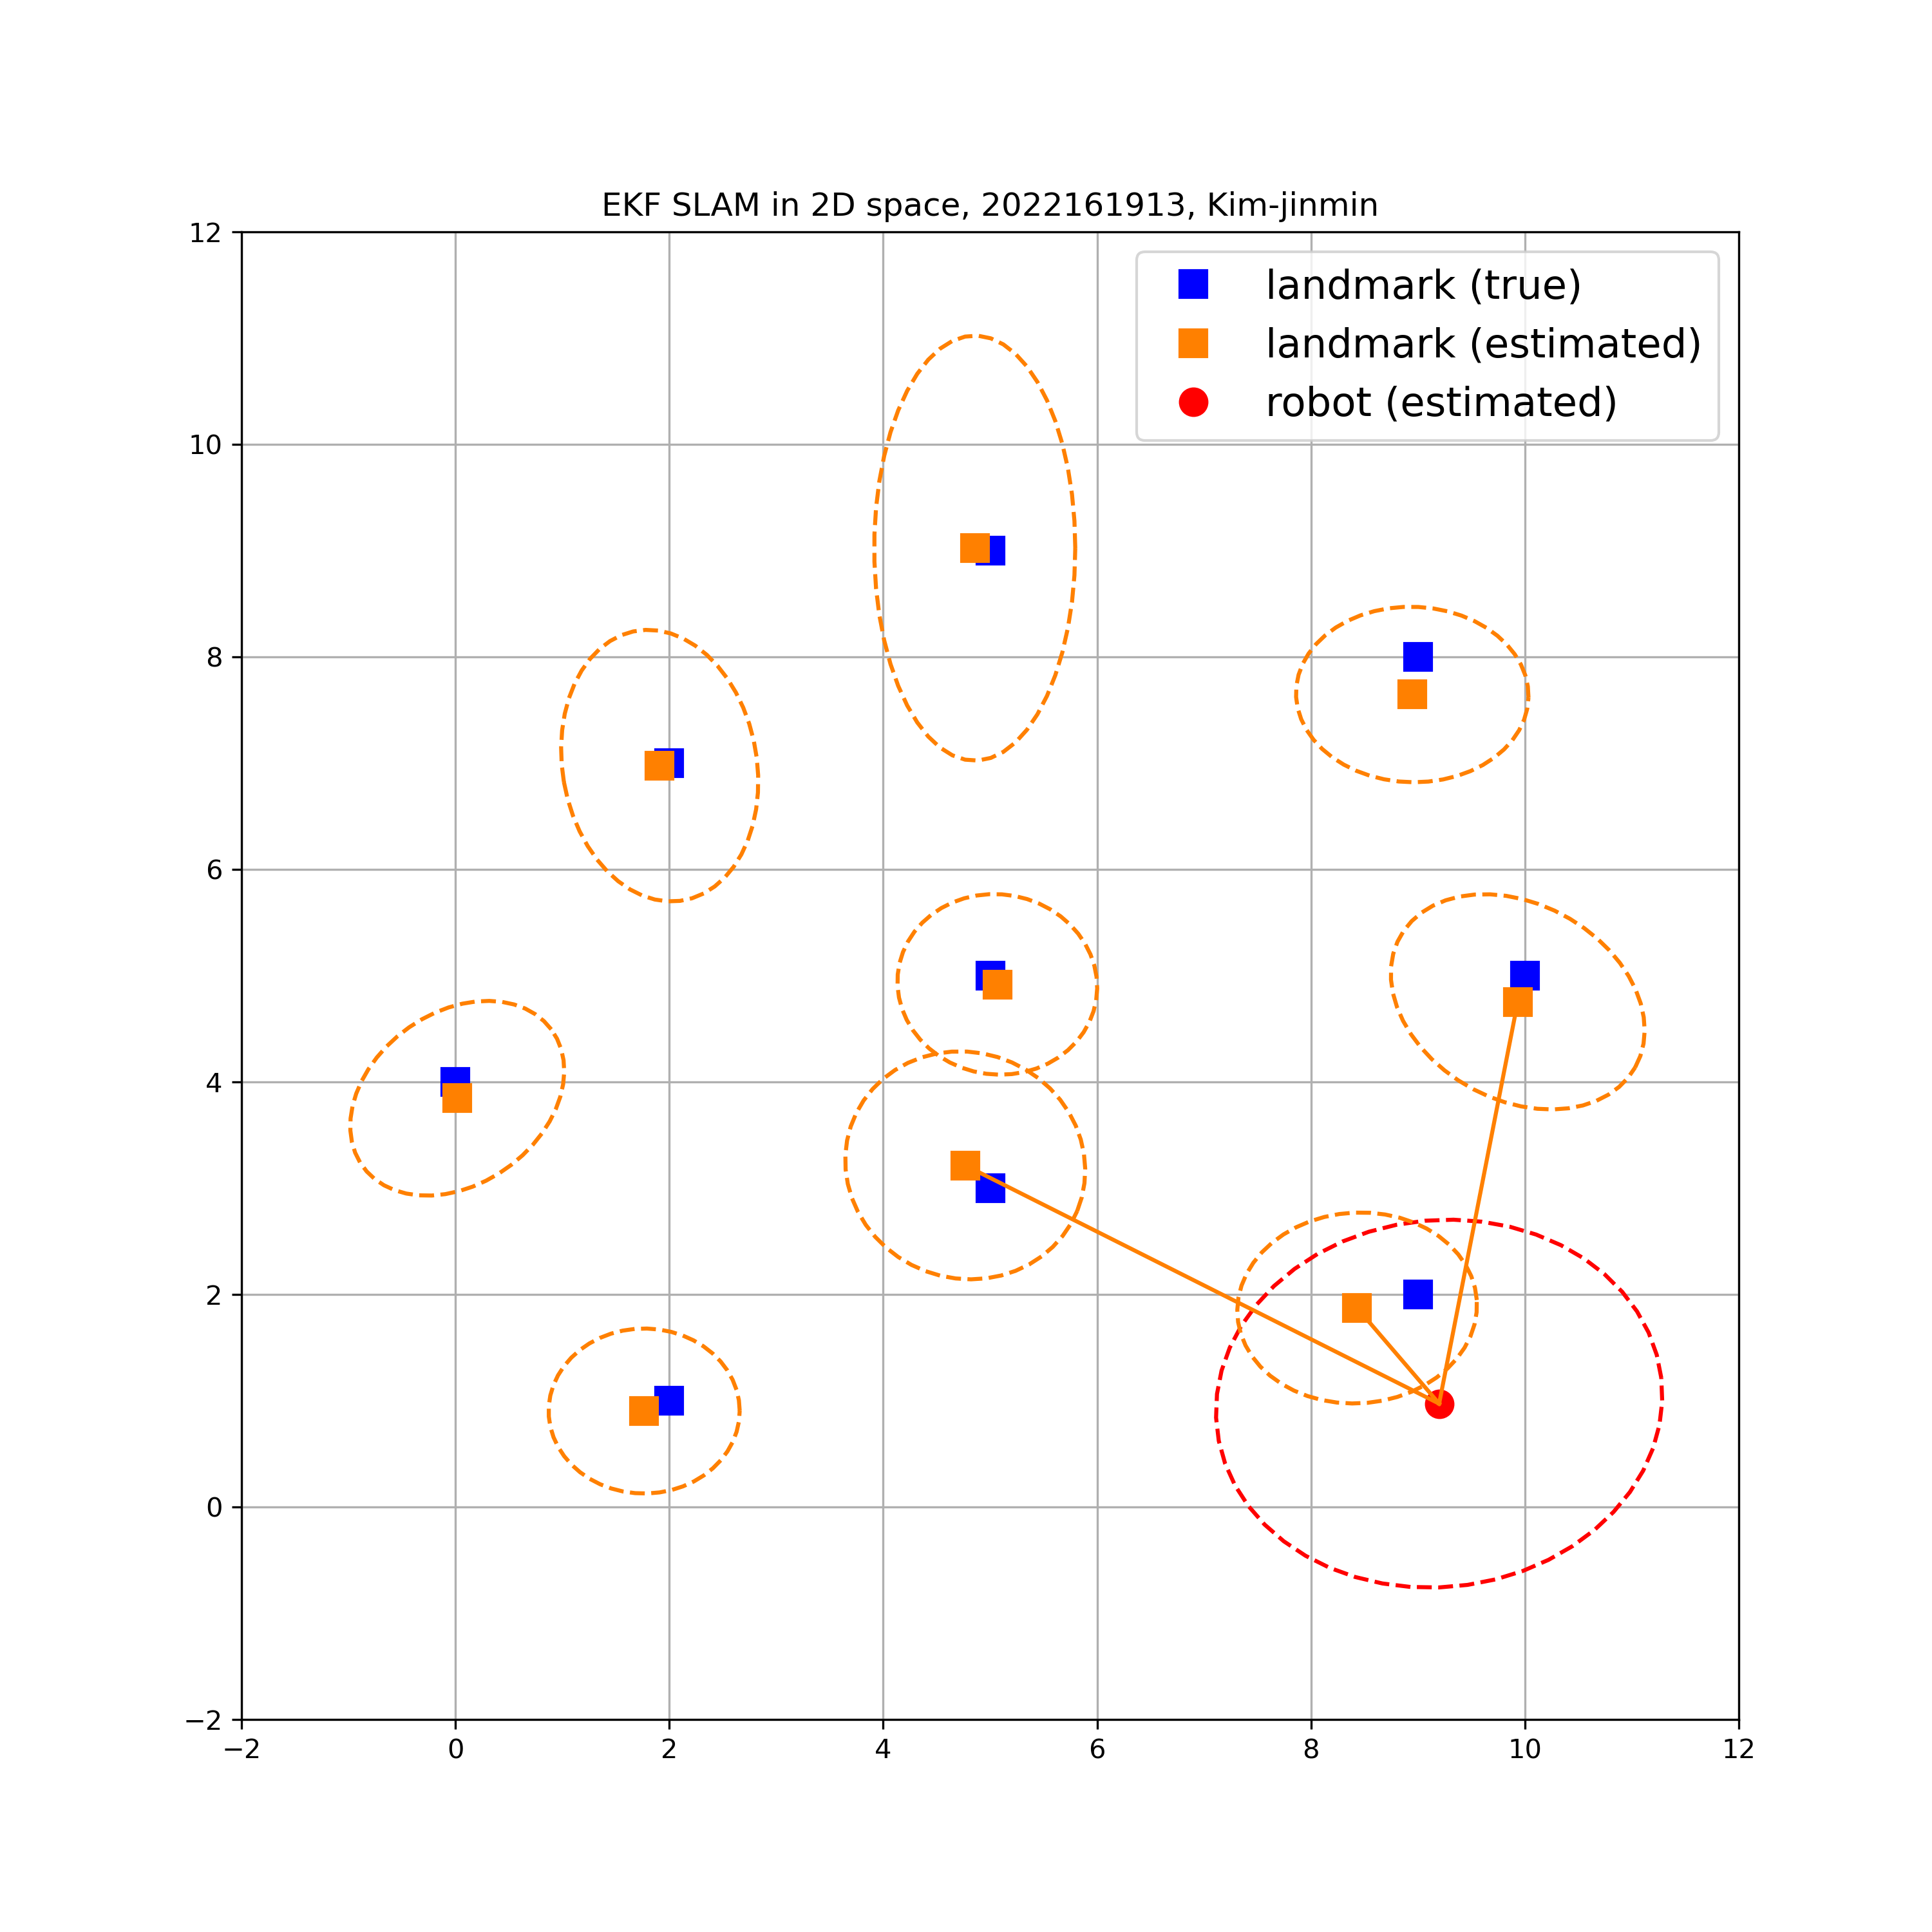 EKF SLAM in 2D space, 2022161913, Kim-jinmin
12
landmark (true)
landmark (estimated)
robot (estimated)
10
8
6
4
2
0
−2
−2 0 2 4 6 8 10 12